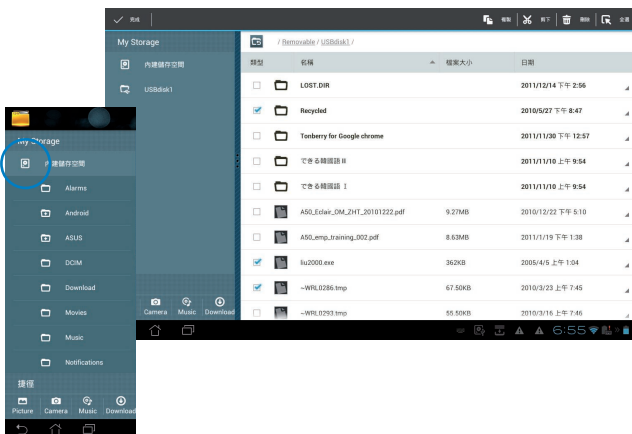 完成 複製 剪下 刪除 全選
My Storage
內建儲存空間
USBdisk1
/ Removable / USBdisk1 /
類型 名稱 檔案大小 日期
LOST.DIR 2011/12/14 下午 2:56
Recycled 2010/5/27 下午 8:47
Tonberry for Google chrome 2011/11/30 下午 12:57
できる韓国語 II 2011/11/10 上午 9:54
できる韓国語 I 2011/11/10 上午 9:54
A50_Eclair_OM_ZHT_20101222.pdf 9.27MB 2010/12/22 下午 5:10
A50_emp_training_002.pdf 8.63MB 2011/1/19 下午 1:38
liu2000.exe 362KB 2005/4/5 上午 1:04
~WRL0286.tmp 67.50KB 2010/3/23 上午 7:45
~WRL0293.tmp 55.50KB 2010/3/16 上午 7:46
Camera Music Download
6:55
My Storage
內建儲存空間
Alarms
Android
ASUS
DCIM
Download
Movies
Music
Notifications
捷徑
Picture Camera Music Download